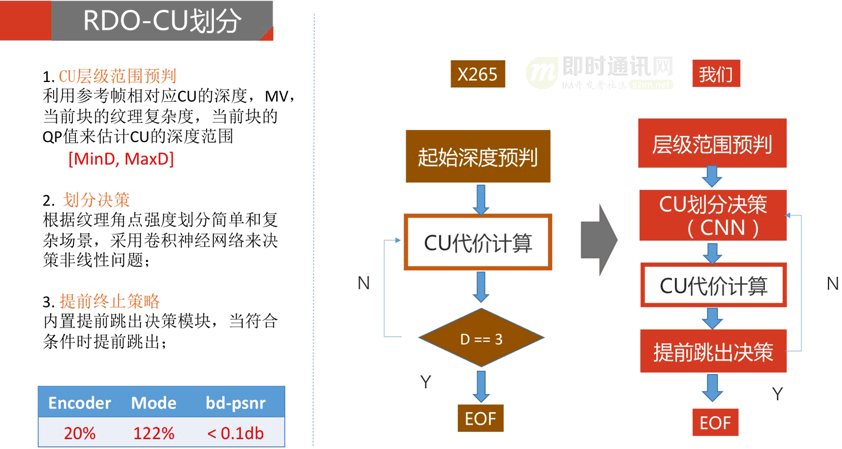 RDO-CU划分
1. CU层级范围预判
利用参考帧相对应CU的深度，MV，
当前块的纹理复杂度，当前块的
QP值来估计CU的深度范围
[MinD, MaxD]
2. 划分决策
根据纹理角点强度划分简单和复
杂场景，采用卷积神经网络来决
策非线性问题；
3. 提前终止策略
内置提前跳出决策模块，当符合
条件时提前跳出；
Encoder Mode bd-psnr
20% 122% < 0.1db
即时通讯网
X265
起始深度预判
CU代价计算
N
D == 3
Y
EOF
我们
层级范围预判
CU划分决策
（CNN）
CU代价计算
N
提前跳出决策
Y
EOF